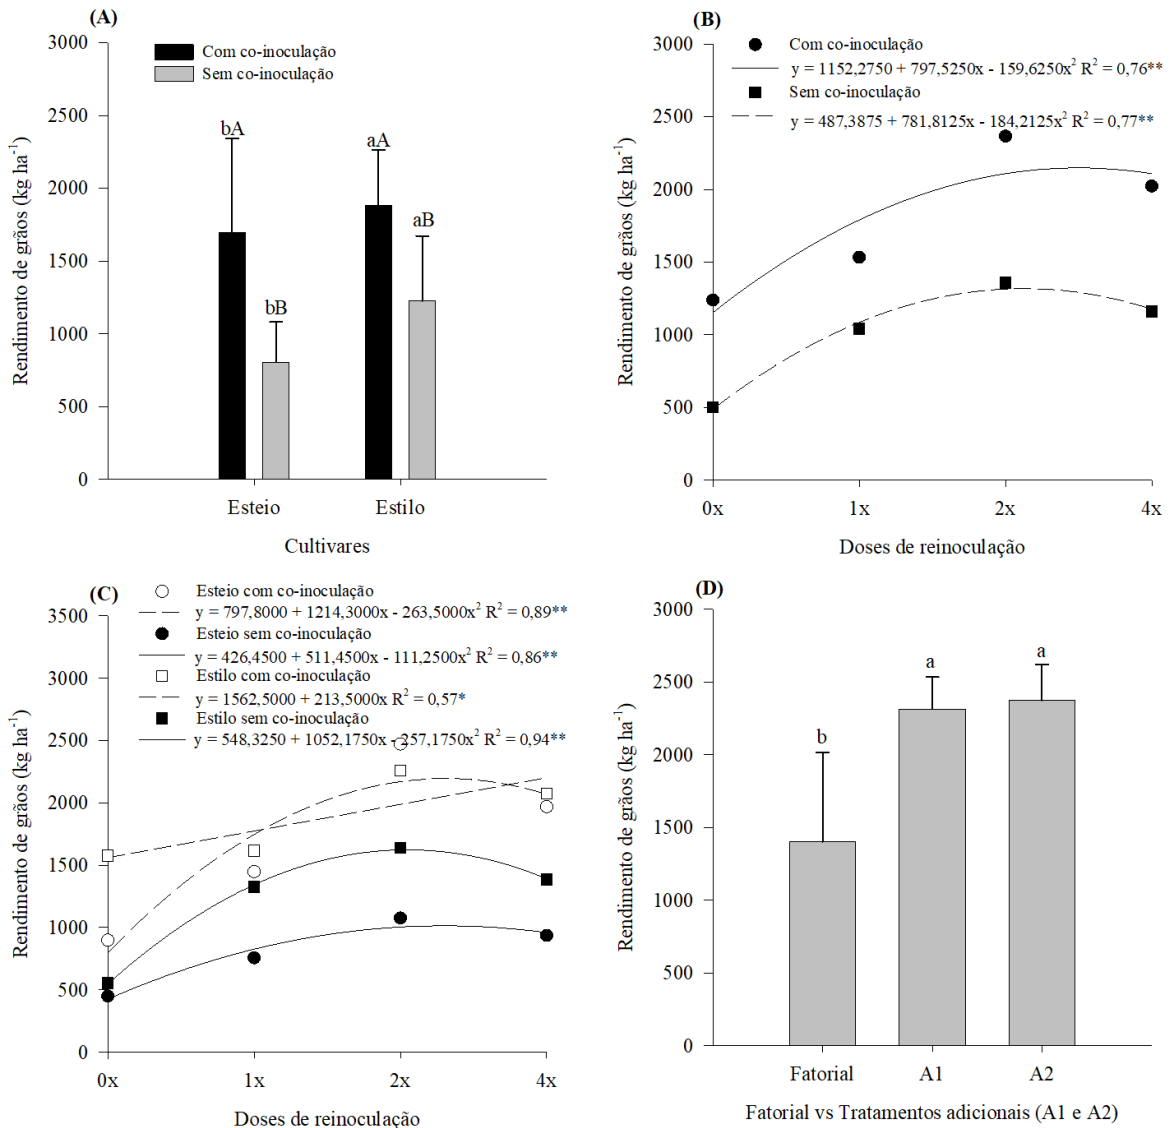 (A)
3000
2500
2000
1500
1000
500
0
Rendimento de grãos (kg ha⁻¹)
Com co-inoculação
Sem co-inoculação
bA
aA
bB
aB
Esteio
Estilo
Cultivares
(B)
3000
2500
2000
1500
1000
500
0
Rendimento de grãos (kg ha⁻¹)
Com co-inoculação
y = 1152,2750 + 797,5250x - 159,6250x² R² = 0,76**
Sem co-inoculação
y = 487,3875 + 781,8125x - 184,2125x² R² = 0,77**
0x
1x
2x
4x
Doses de reinoculação
(C)
3500
3000
2500
2000
1500
1000
500
0
Rendimento de grãos (kg ha⁻¹)
Esteio com co-inoculação
y = 797,8000 + 1214,3000x - 263,5000x² R² = 0,89**
Esteio sem co-inoculação
y = 426,4500 + 511,4500x - 111,2500x² R² = 0,86**
Estilo com co-inoculação
y = 1562,5000 + 213,5000x R² = 0,57*
Estilo sem co-inoculação
y = 548,3250 + 1052,1750x - 257,1750x² R² = 0,94**
0x
1x
2x
4x
Doses de reinoculação
(D)
3000
2500
2000
1500
1000
500
0
Rendimento de grãos (kg ha⁻¹)
b
a
a
Fatorial
A1
A2
Fatorial vs Tratamentos adicionais (A1 e A2)